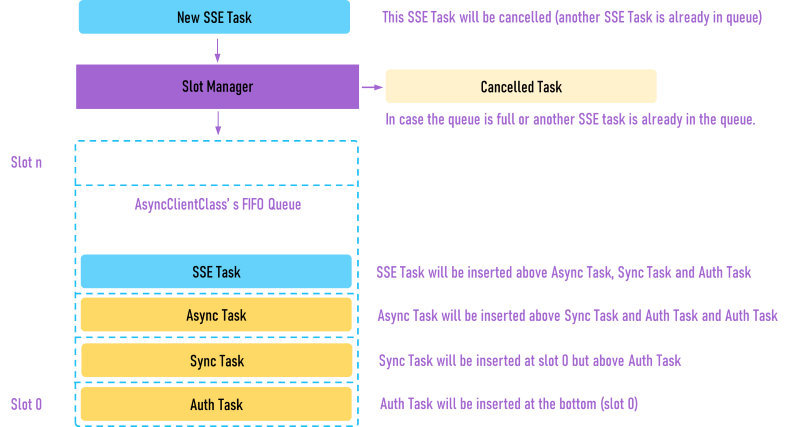 New SSE Task
This SSE Task will be cancelled (another SSE Task is already in queue)
Slot Manager
Cancelled Task
In case the queue is full or another SSE task is already in the queue.
Slot n
AsyncClientClass' s FIFO Queue
SSE Task
SSE Task will be inserted above Async Task, Sync Task and Auth Task
Async Task
Async Task will be inserted above Sync Task and Auth Task and Auth Task
Sync Task
Sync Task will be inserted at slot 0 but above Auth Task
Slot 0
Auth Task
Auth Task will be inserted at the bottom (slot 0)